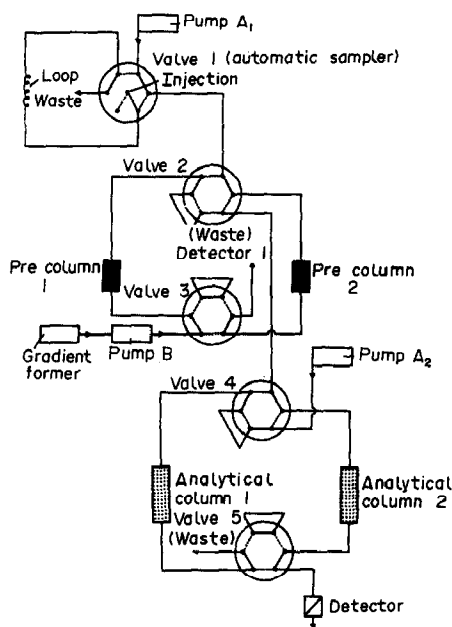 Pump A1
Valve 1 (automatic sampler)
Injection
Loop
Waste
Valve 2
(Waste)
Detector 1
Pre column
1
Valve 3
Pre column
2
Gradient
former
Pump B
Pump A2
Valve 4
Analytical
column 1
Analytical
column 2
Valve 5
(Waste)
Detector